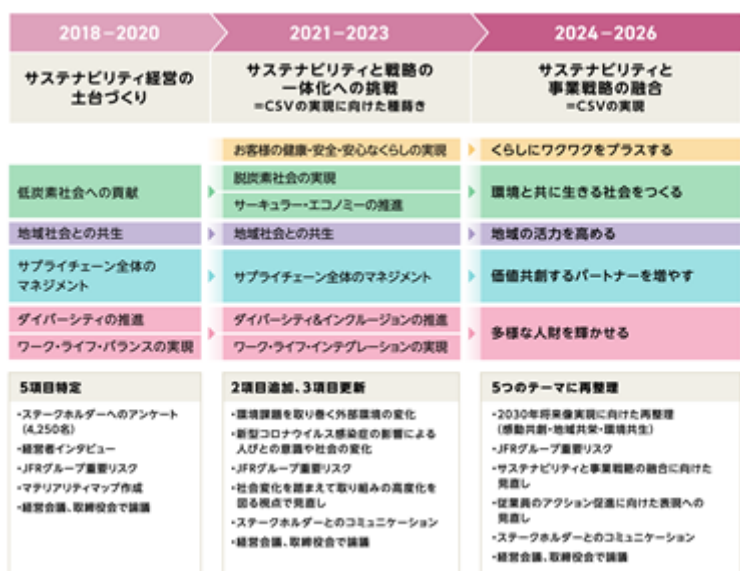 2018−2020
2021−2023
2024−2026
サステナビリティ経営の
土台づくり
サステナビリティと戦略の
一体化への挑戦
=CSVの実現に向けた種蒔き
サステナビリティと
事業戦略の融合
=CSVの実現
お客様の健康・安全・安心なくらしの実現
くらしにワクワクをプラスする
低炭素社会への貢献
脱炭素社会の実現
サーキュラー・エコノミーの推進
環境と共に生きる社会をつくる
地域社会との共生
地域社会との共生
地域の活力を高める
サプライチェーン全体の
マネジメント
サプライチェーン全体のマネジメント
価値共創するパートナーを増やす
ダイバーシティの推進
ワーク・ライフ・バランスの実現
ダイバーシティ&インクルージョンの推進
ワーク・ライフ・インテグレーションの実現
多様な人財を輝かせる
5項目特定
・ステークホルダーへのアンケート
(4,250名)
・経営者インタビュー
・JFRグループ重要リスク
・マテリアリティマップ作成
・経営会議、取締役会で論議
2項目追加、3項目更新
・環境課題を取り巻く外部環境の変化
・新型コロナウイルス感染症の影響による
人びとの意識や社会の変化
・JFRグループ重要リスク
・社会変化を踏まえて取り組みの高度化を
図る視点で見直し
・ステークホルダーとのコミュニケーション
・経営会議、取締役会で論議
5つのテーマに再整理
・2030年将来像実現に向けた再整理
(感動共創・地域共栄・環境共生)
・JFRグループ重要リスク
・サステナビリティと事業戦略の融合に向けた
見直し
・従業員のアクション促進に向けた表現への
見直し
・ステークホルダーとのコミュニケーション
・経営会議、取締役会で論議